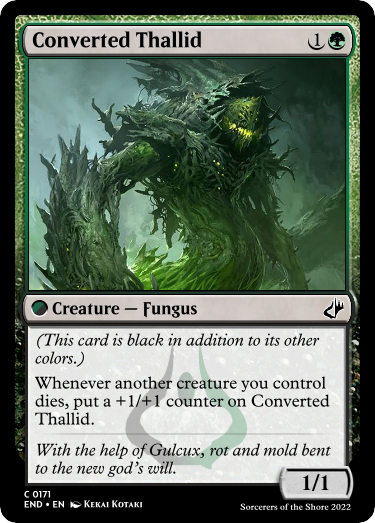 Converted Thallid 1
Creature — Fungus
(This card is black in addition to its other
colors.)
Whenever another creature you control
dies, put a +1/+1 counter on Converted
Thallid.
With the help of Gulcux, rot and mold bent
to the new god's will.
1/1
C 0171
END • EN Kekai Kotaki
Sorcerers of the Shore 2022